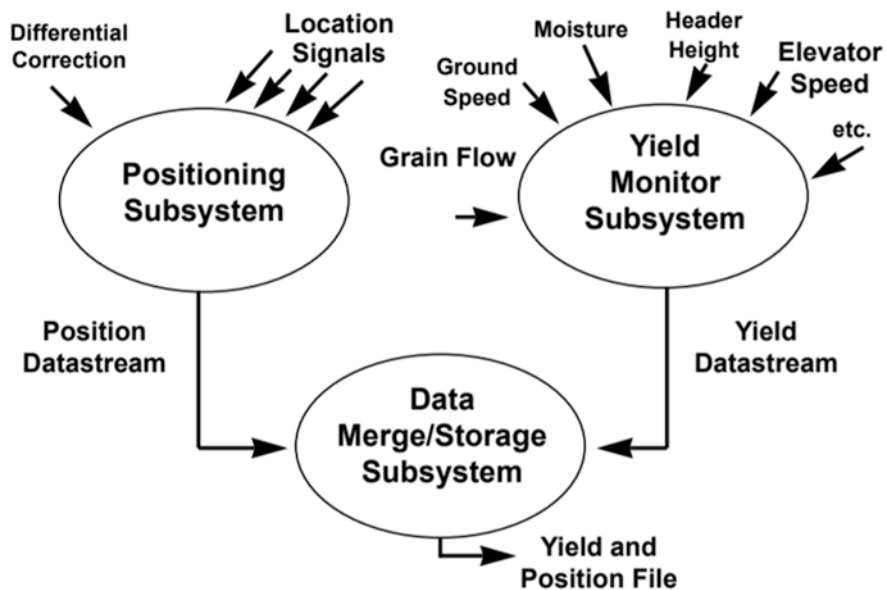 Differential
Correction
Location
Signals
Moisture
Header
Height
Ground
Speed
Elevator
Speed
etc.
Grain Flow
Positioning
Subsystem
Yield
Monitor
Subsystem
Position
Datastream
Yield
Datastream
Data
Merge/Storage
Subsystem
Yield and
Position File